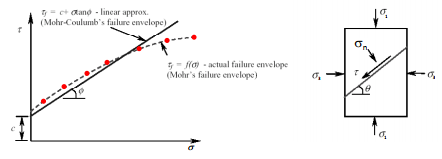 τf = c + σtanφ - linear approx.
(Mohr-Coulumb's failure envelope)
τ
τf = f(σ) - actual failure envelope
(Mohr's failure envelope)
φ
c
σ
σ₁
σn
σ₃
τ
σ₃
θ
σ₁